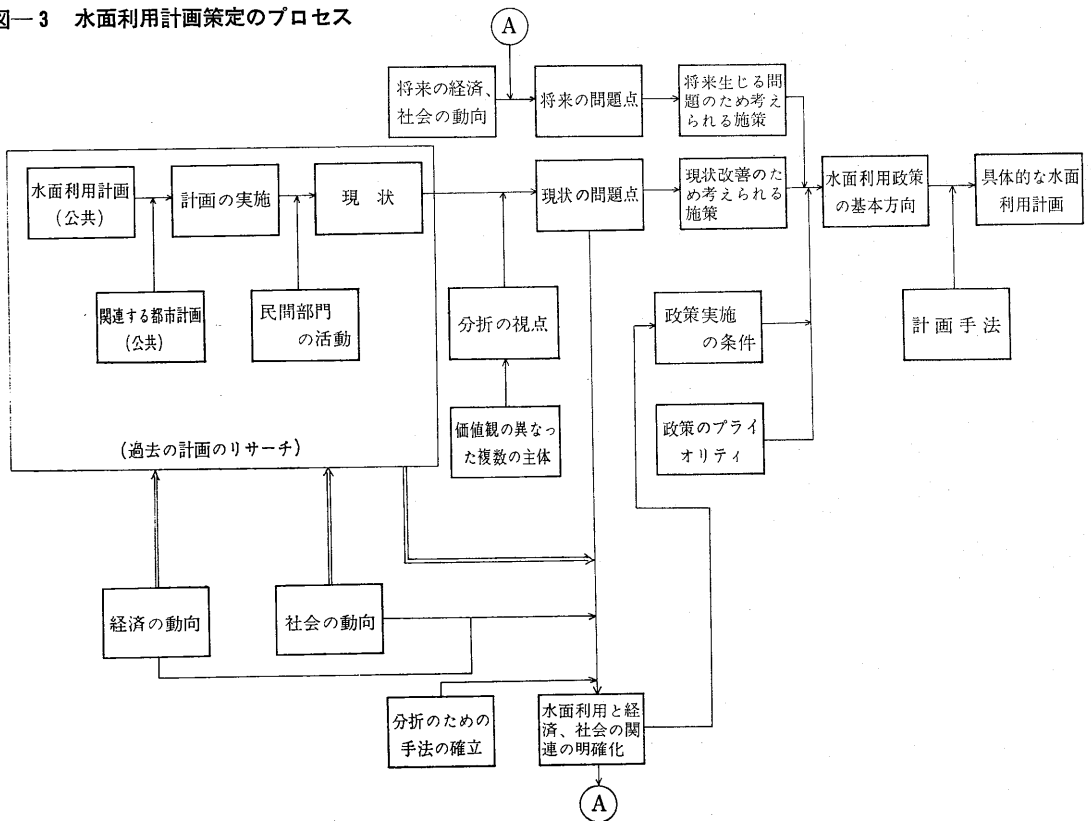 図—3 水面利用計画策定のプロセス
A
将来の経済、
社会の動向
将来の問題点
将来生じる問
題のため考え
られる施策
水面利用計画
(公共)
計画の実施
現状
現状の問題点
現状改善のた
め考えられる
施策
水面利用政策
の基本方向
具体的な水面
利用計画
関連する都市計画
(公共)
民間部門
の活動
分折の視点
政策実施
の条件
計画手法
価値観の異なっ
た複数の主体
政策のプライ
オリティ
(過去の計画のリサーチ)
経済の動向
社会の動向
分折のための
手法の確立
水面利用と経
済、社会の関
連の明確化
A